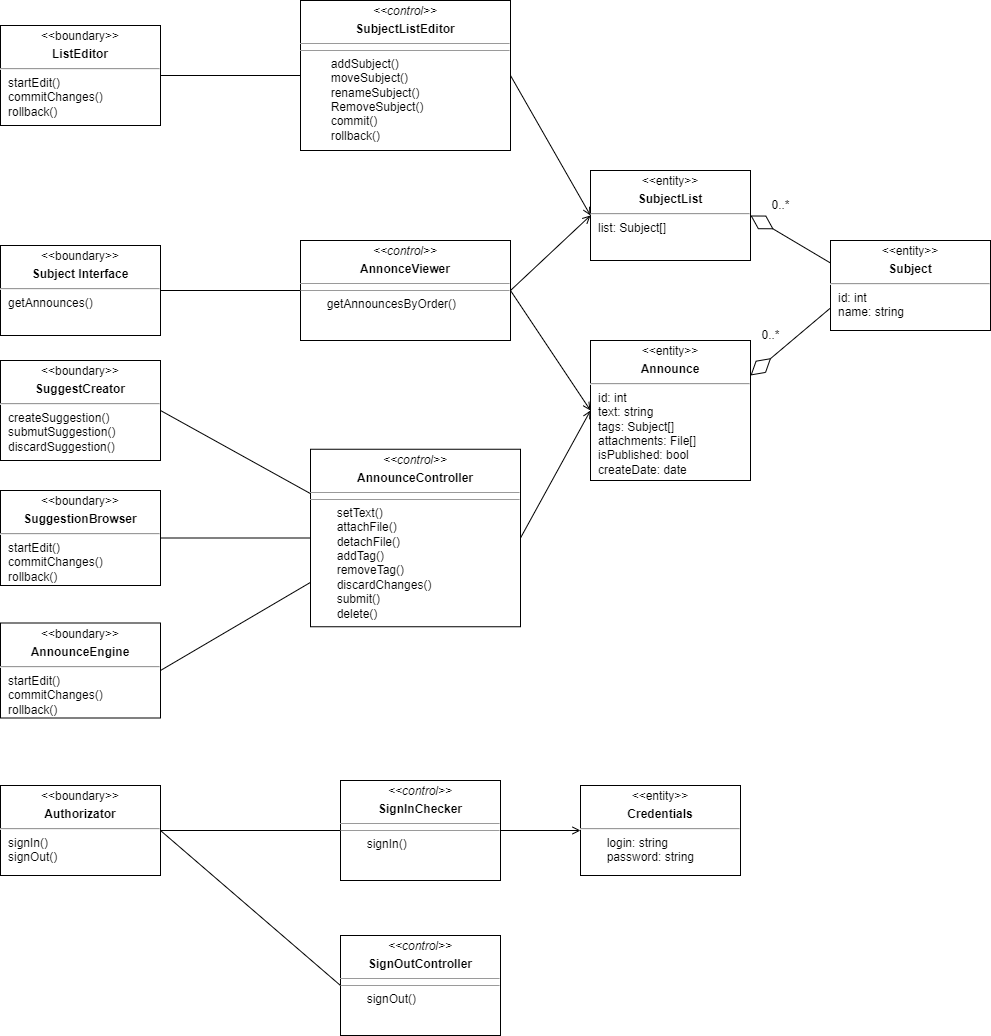 <<boundary>>
ListEditor
startEdit()
commitChanges()
rollback()
<<control>>
SubjectListEditor
addSubject()
moveSubject()
renameSubject()
RemoveSubject()
commit()
rollback()
<<entity>>
SubjectList
list: Subject[]
0..*
<<entity>>
Subject
id: int
name: string
<<boundary>>
Subject Interface
getAnnounces()
<<control>>
AnnonceViewer
getAnnouncesByOrder()
0..*
<<entity>>
Announce
id: int
text: string
tags: Subject[]
attachments: File[]
isPublished: bool
createDate: date
<<boundary>>
SuggestCreator
createSuggestion()
submutSuggestion()
discardSuggestion()
<<control>>
AnnounceController
setText()
attachFile()
detachFile()
addTag()
removeTag()
discardChanges()
submit()
delete()
<<boundary>>
SuggestionBrowser
startEdit()
commitChanges()
rollback()
<<boundary>>
AnnounceEngine
startEdit()
commitChanges()
rollback()
<<boundary>>
Authorizator
signIn()
signOut()
<<control>>
SignInChecker
signIn()
<<entity>>
Credentials
login: string
password: string
<<control>>
SignOutController
signOut()